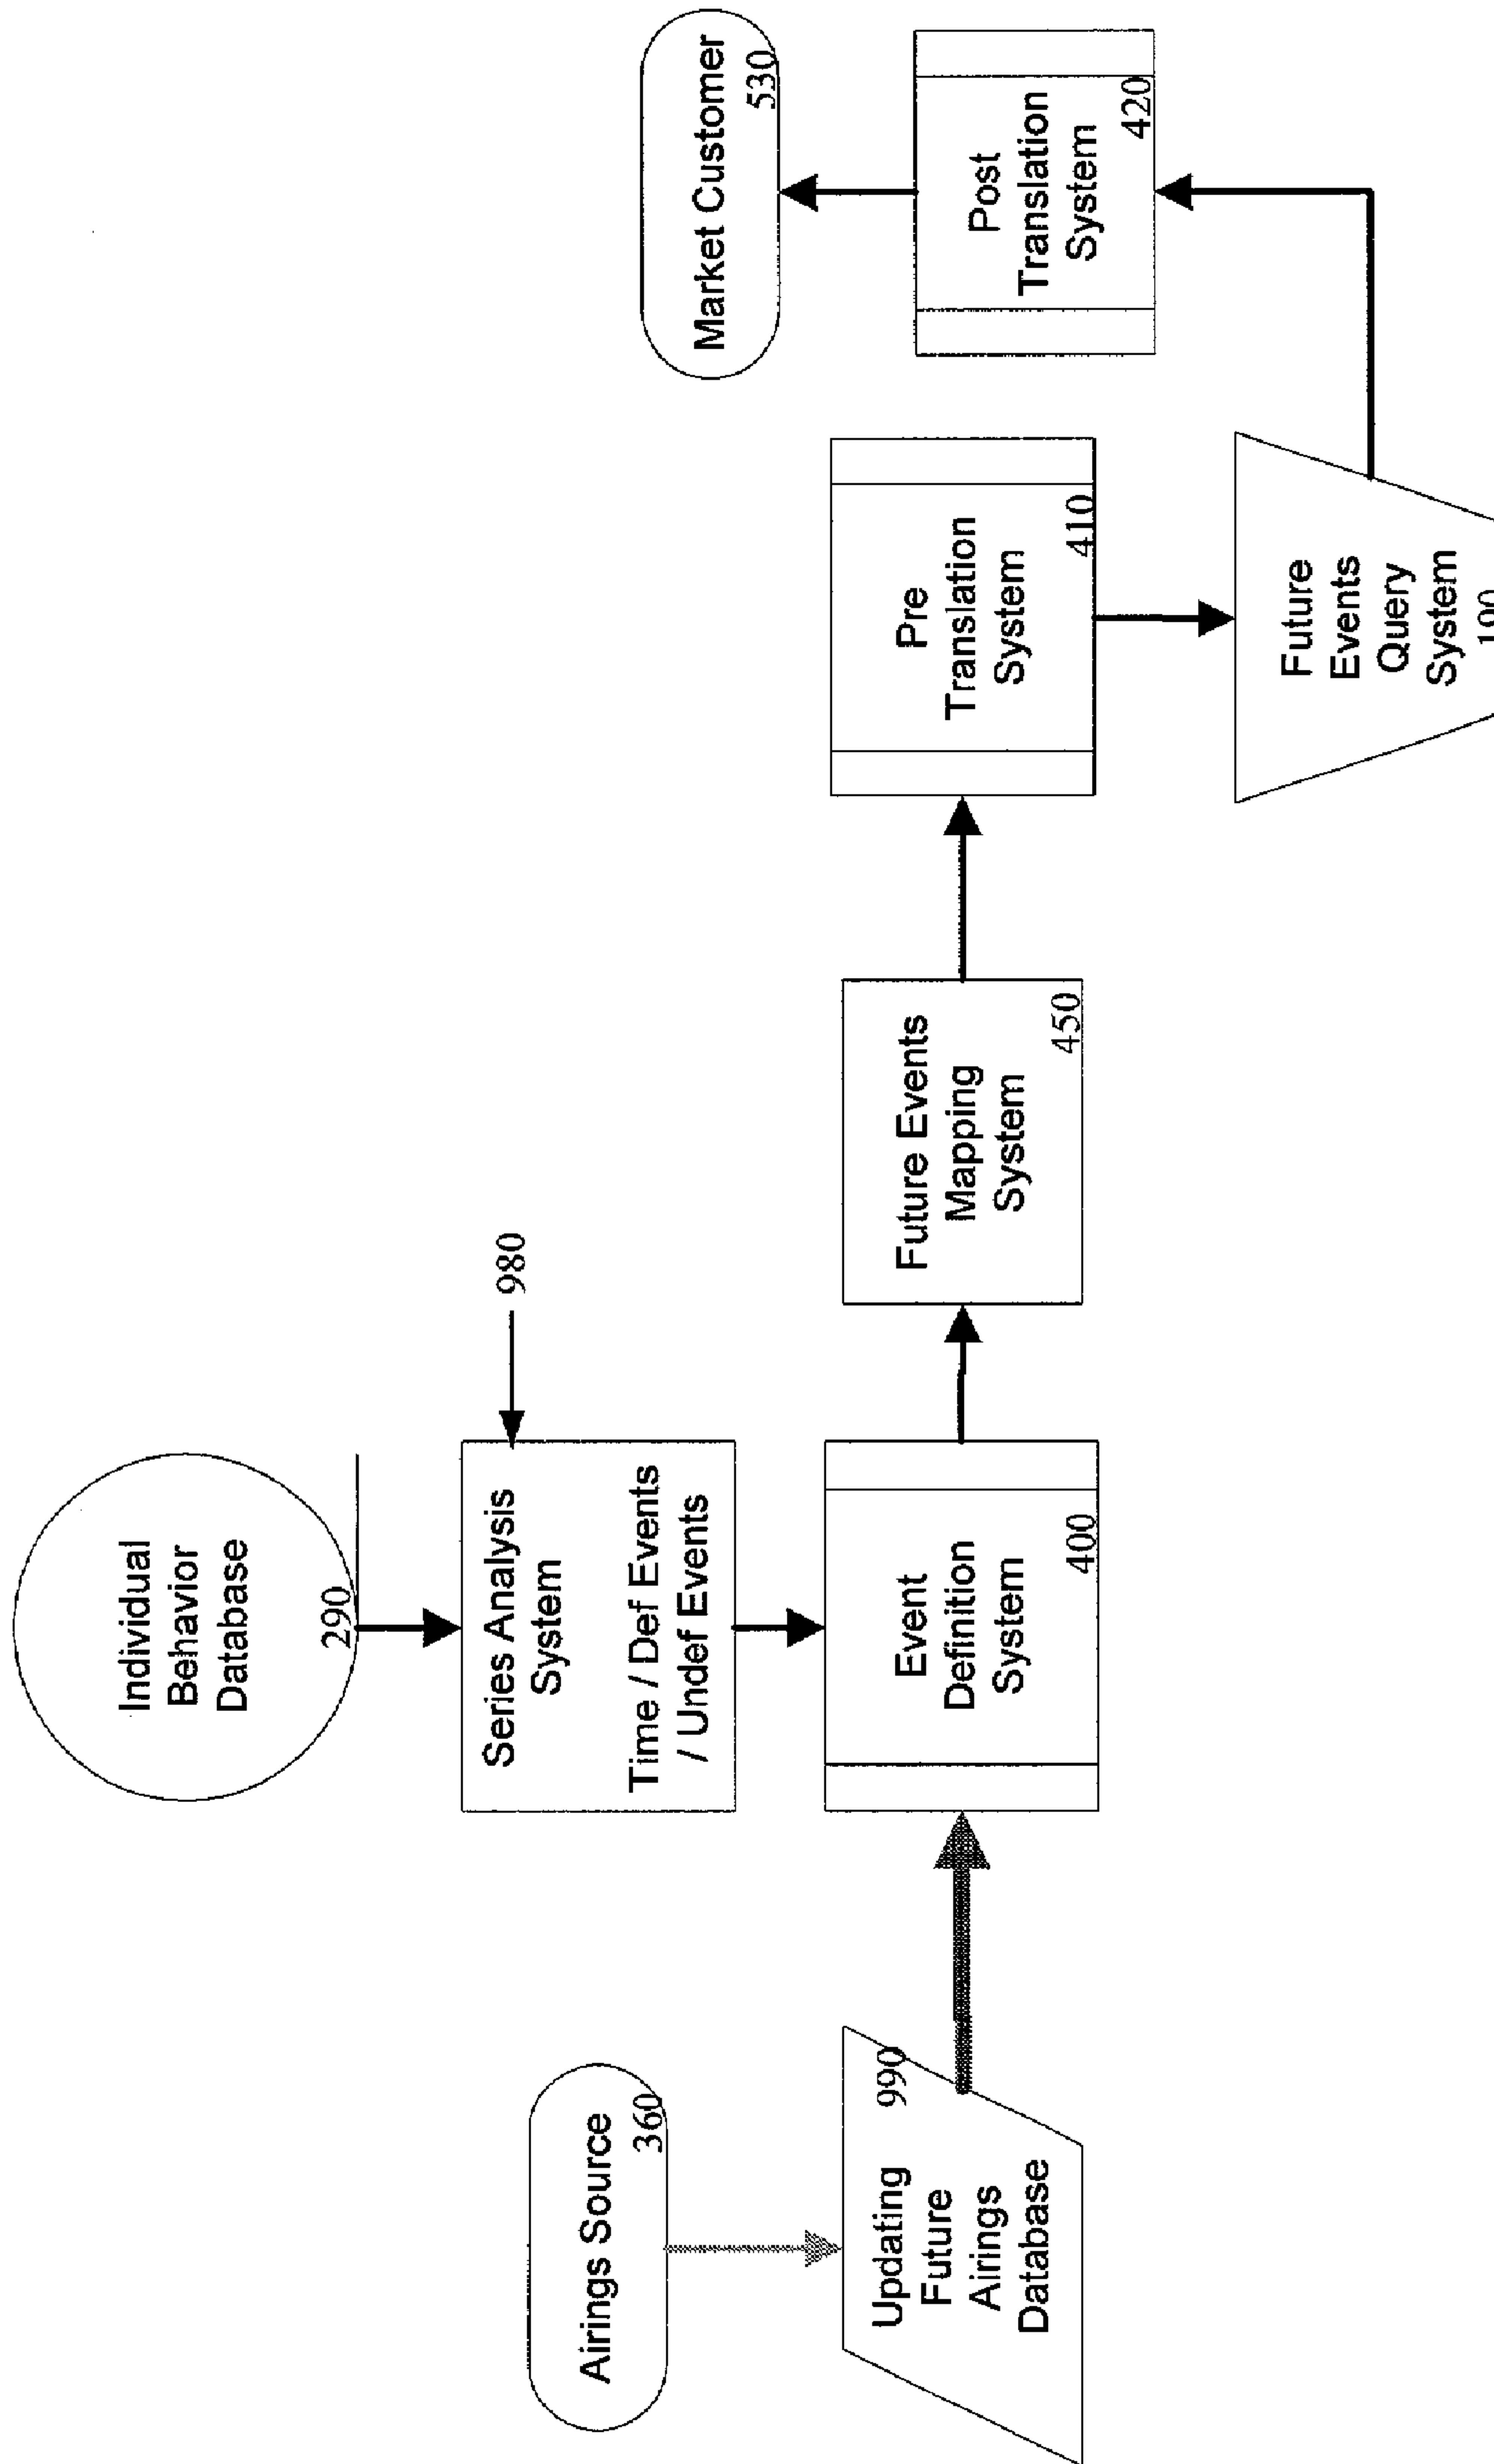 Individual
Behavior
Database
290
Airings Source
360
Series Analysis
System
Time / Def Events
/ Undef Events
980
Market Customer
530
Updating
Future
Airings
Database
990
Event
Definition
System
400
Future Events
Mapping
System
450
Pre
Translation
System
410
Post
Translation
System
420
Future
Events
Query
System